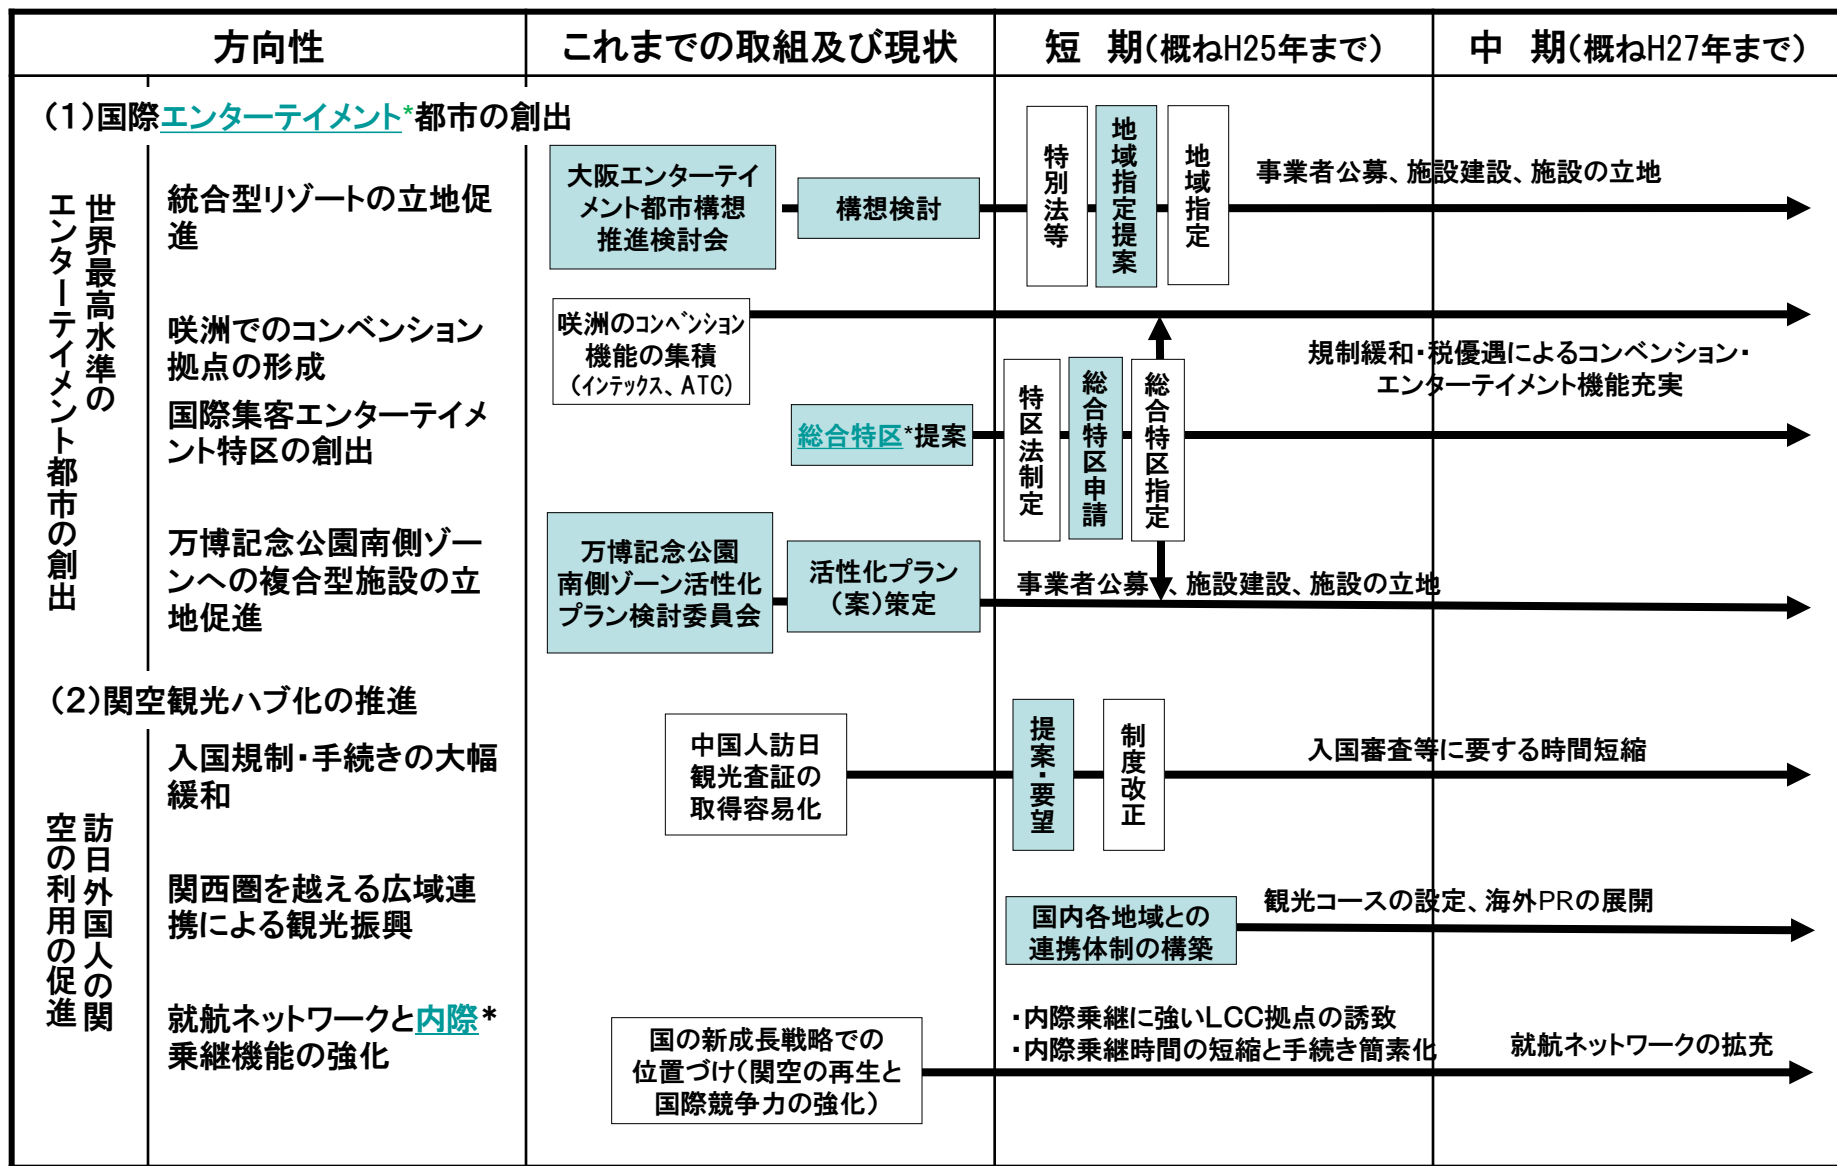 方向性
これまでの取組及び現状
短　期(概ねH25年まで)
中　期(概ねH27年まで)
(1)国際エンターテイメント*都市の創出
世界最高水準の
エンターテイメント都市の創出
統合型リゾートの立地促
進
大阪エンターテイ
メント都市構想
推進検討会
構想検討
特別法等
地域指定提案
地域指定
事業者公募、施設建設、施設の立地
咲洲でのコンベンション
拠点の形成
咲洲のｺﾝﾍﾞﾝｼｮﾝ
機能の集積
(ｲﾝﾃｯｸｽ、ATC)
規制緩和・税優遇によるコンベンション・
エンターテイメント機能充実
国際集客エンターテイメ
ント特区の創出
総合特区*提案
特区法制定
総合特区申請
総合特区指定
万博記念公園南側ゾー
ンへの複合型施設の立
地促進
万博記念公園
南側ゾーン活性化
プラン検討委員会
活性化プラン
(案)策定
事業者公募、施設建設、施設の立地
(2)関空観光ハブ化の推進
訪日外国人の関
空の利用の促進
入国規制・手続きの大幅
緩和
中国人訪日
観光査証の
取得容易化
提案・要望
制度改正
入国審査等に要する時間短縮
関西圏を越える広域連
携による観光振興
国内各地域との
連携体制の構築
観光コースの設定、海外PRの展開
就航ネットワークと内際*
乗継機能の強化
国の新成長戦略での
位置づけ(関空の再生と
国際競争力の強化)
・内際乗継に強いLCC拠点の誘致
・内際乗継時間の短縮と手続き簡素化
就航ネットワークの拡充